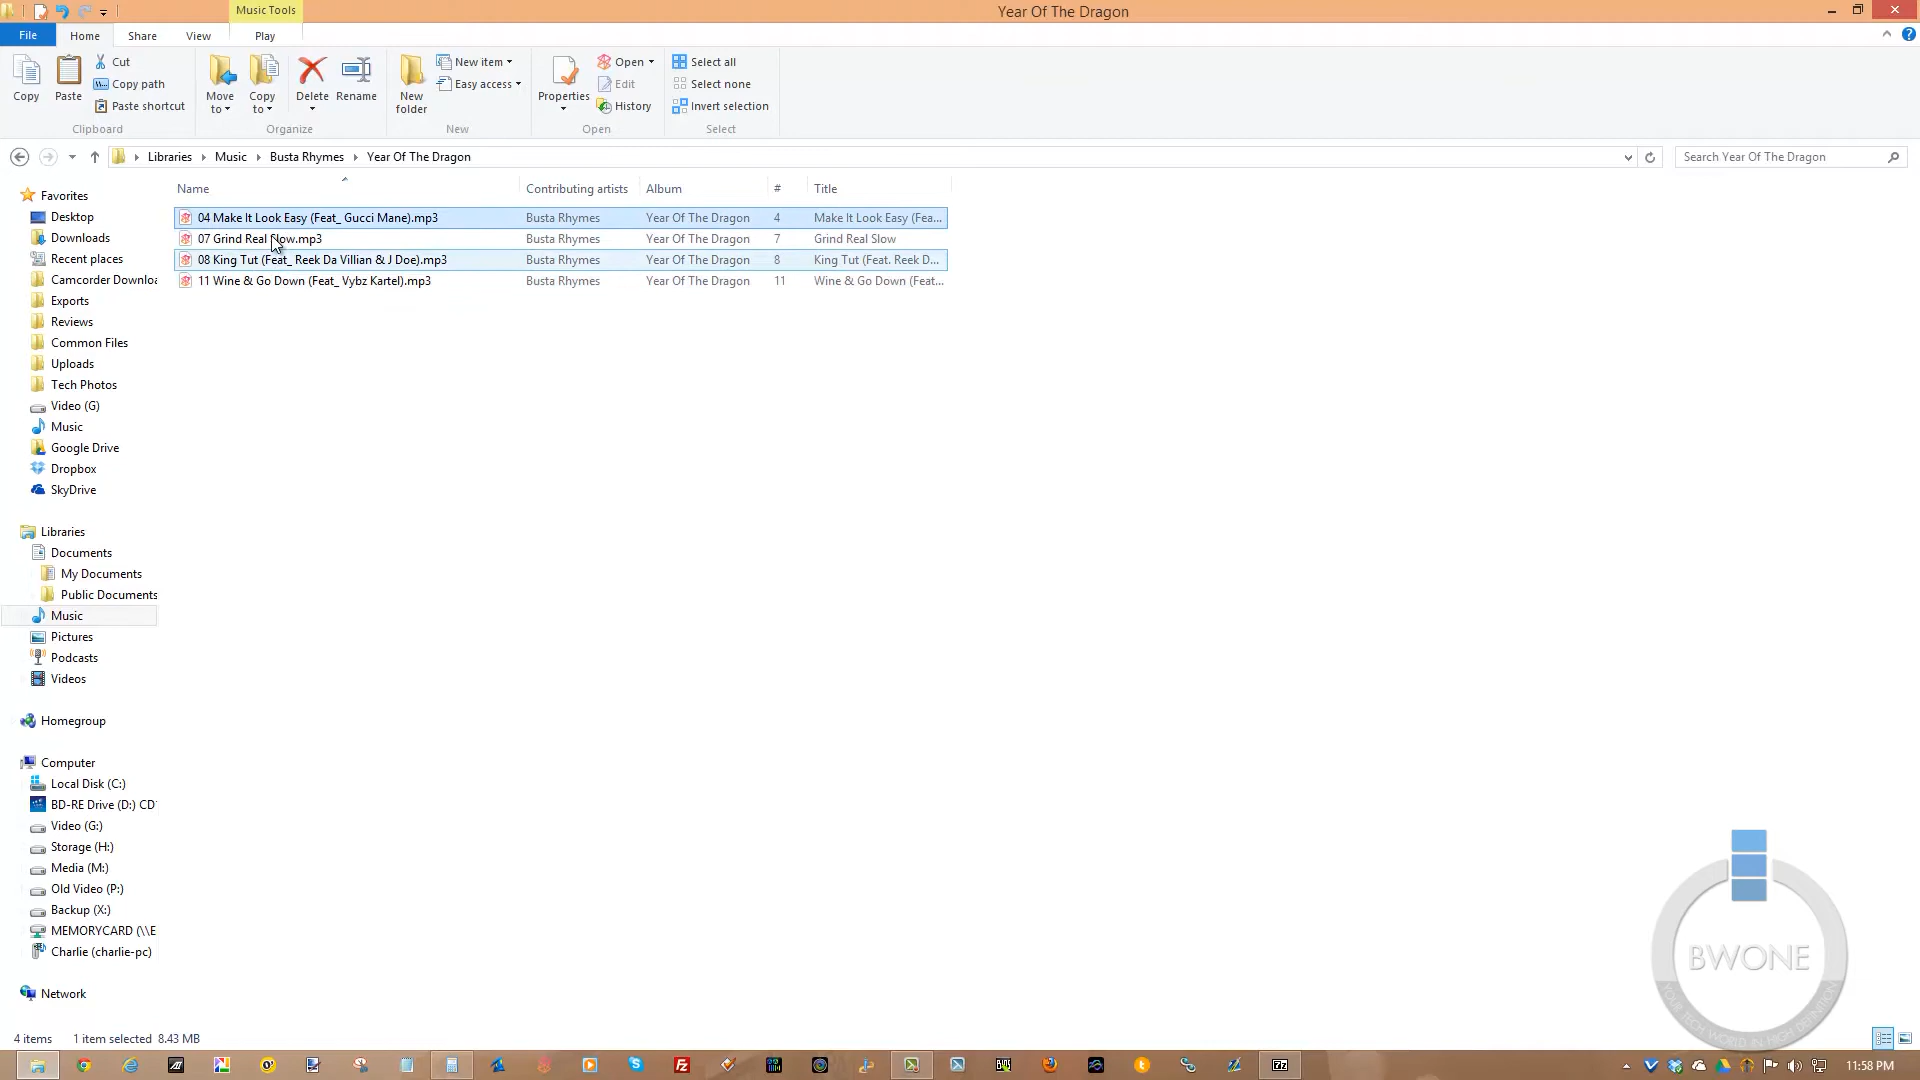 Music Tools
Year Of The Dragon
File Home Share View Play
Copy
Paste
Cut
Copy path
Paste shortcut
Clipboard
Move to
Copy to
Delete
Rename
Organize
New folder
New item
Easy access
New
Properties
Open
Edit
History
Open
Select all
Select none
Invert selection
Select
Libraries Music Busta Rhymes Year Of The Dragon
Search Year Of The Dragon
Name Contributing artists Album # Title
04 Make It Look Easy (Feat_ Gucci Mane).mp3 Busta Rhymes Year Of The Dragon 4 Make It Look Easy (Fea...
07 Grind Real Slow.mp3 Busta Rhymes Year Of The Dragon 7 Grind Real Slow
08 King Tut (Feat_ Reek Da Villian & J Doe).mp3 Busta Rhymes Year Of The Dragon 8 King Tut (Feat. Reek D...
11 Wine & Go Down (Feat_ Vybz Kartel).mp3 Busta Rhymes Year Of The Dragon 11 Wine & Go Down (Feat...
Favorites
Desktop
Downloads
Recent places
Camcorder Downloa
Exports
Reviews
Common Files
Uploads
Tech Photos
Video (G)
Music
Google Drive
Dropbox
SkyDrive
Libraries
Documents
My Documents
Public Documents
Music
Pictures
Podcasts
Videos
Homegroup
Computer
Local Disk (C:)
BD-RE Drive (D:) CD
Video (G:)
Storage (H:)
Media (M:)
Old Video (P:)
Backup (X:)
MEMORYCARD (\\E
Charlie (charlie-pc)
Network
4 items 1 item selected 8.43 MB
BWONE
YOUR TECH WORLD IN HIGH DEFINITION
11:58 PM